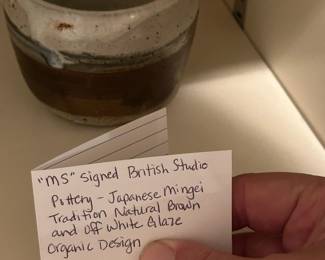 "MS" Signed British Studio
Pottery - Japanese Mingei
Tradition Natural Brown
and Off White Glaze
Organic Design